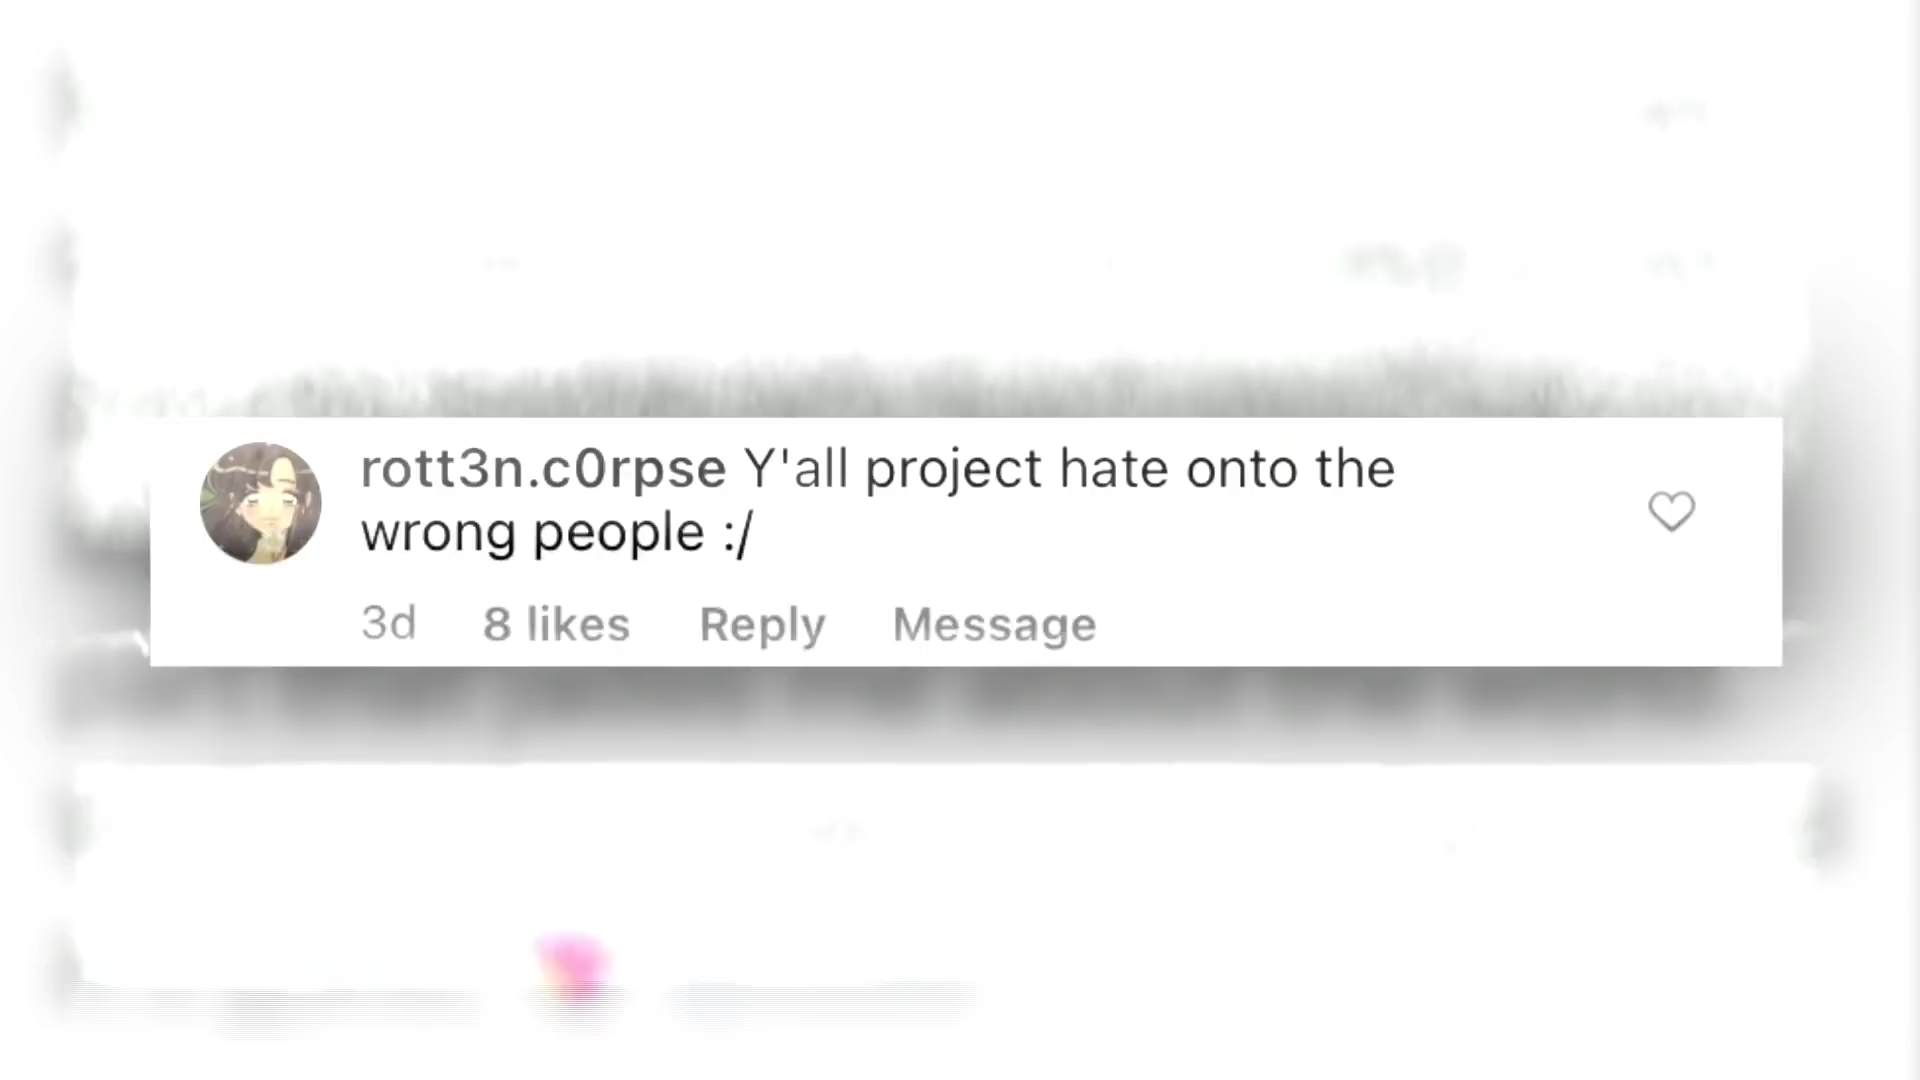 rott3n.c0rpse Y'all project hate onto the
wrong people :/
3d 8 likes Reply Message